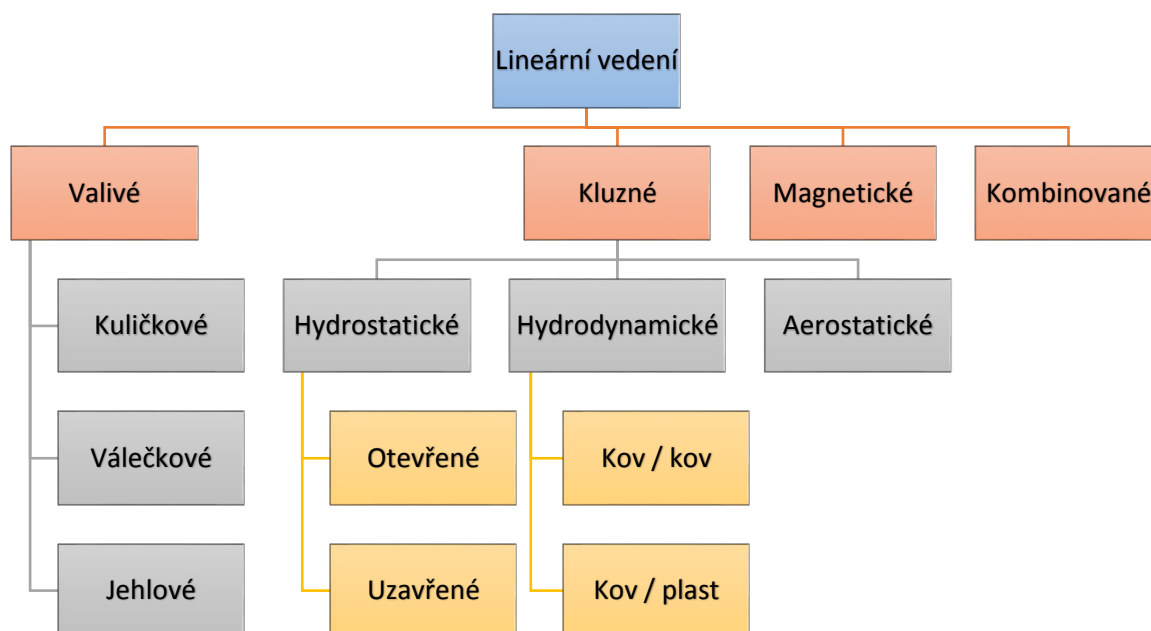 Lineární vedení
Valivé
Kluzné
Magnetické
Kombinované
Kuličkové
Hydrostatické
Hydrodynamické
Aerostatické
Válečkové
Otevřené
Kov / kov
Jehlové
Uzavřené
Kov / plast